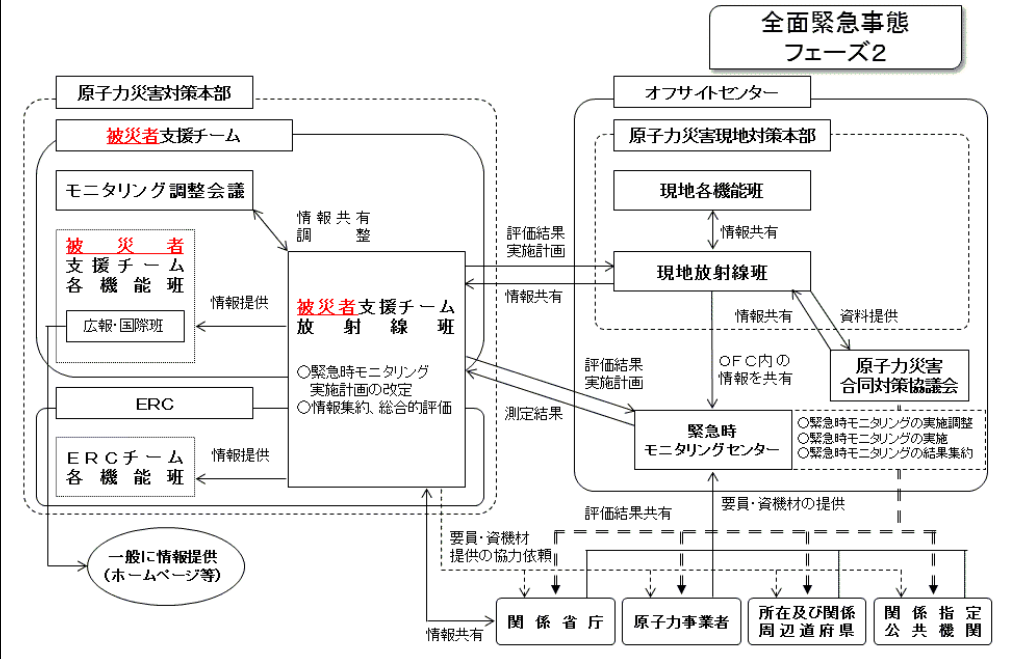 全面緊急事態
フェーズ2
原子力災害対策本部
被災者支援チーム
モニタリング調整会議
情報共有
調整
被災者
支援チーム
各機能班
広報・国際班
情報提供
被災者支援チーム
放射線班
○緊急時モニタリング
実施計画の改定
○情報集約、総合的評価
ERC
ERCチーム
各機能班
情報提供
一般に情報提供
(ホームページ等)
評価結果
実施計画
情報共有
評価結果
実施計画
測定結果
オフサイトセンター
原子力災害現地対策本部
現地各機能班
情報共有
現地放射線班
情報共有
資料提供
OFC内の
情報を共有
原子力災害
合同対策協議会
緊急時
モニタリングセンター
○緊急時モニタリングの実施調整
○緊急時モニタリングの実施
○緊急時モニタリングの結果集約
要員・資機材の提供
評価結果共有
要員・資機材
提供の協力依頼
情報共有
関係省庁
原子力事業者
所在及び関係
周辺道府県
関係指定
公共機関